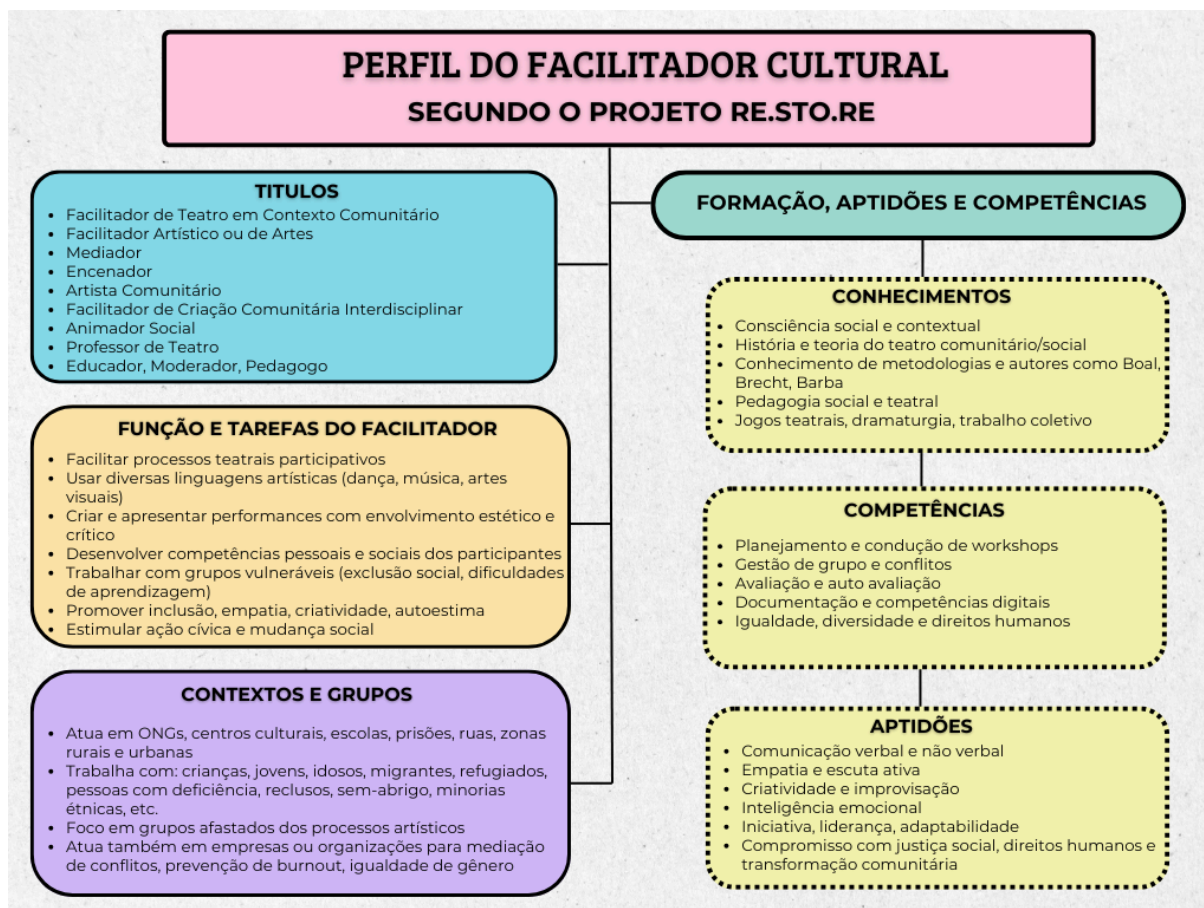 PERFIL DO FACILITADOR CULTURAL
SEGUNDO O PROJETO RE.STO.RE
TITULOS
• Facilitador de Teatro em Contexto Comunitário
• Facilitador Artístico ou de Artes
• Mediador
• Encenador
• Artista Comunitário
• Facilitador de Criação Comunitária Interdisciplinar
• Animador Social
• Professor de Teatro
• Educador, Moderador, Pedagogo
FUNÇÃO E TAREFAS DO FACILITADOR
• Facilitar processos teatrais participativos
• Usar diversas linguagens artísticas (dança, música, artes
visuais)
• Criar e apresentar performances com envolvimento estético e
crítico
• Desenvolver competências pessoais e sociais dos participantes
• Trabalhar com grupos vulneráveis (exclusão social, dificuldades
de aprendizagem)
• Promover inclusão, empatia, criatividade, autoestima
• Estimular ação cívica e mudança social
CONTEXTOS E GRUPOS
• Atua em ONGs, centros culturais, escolas, prisões, ruas, zonas
rurais e urbanas
• Trabalha com: crianças, jovens, idosos, migrantes, refugiados,
pessoas com deficiência, reclusos, sem-abrigo, minorias
étnicas, etc.
• Foco em grupos afastados dos processos artísticos
• Atua também em empresas ou organizações para mediação
de conflitos, prevenção de burnout, igualdade de gênero
FORMAÇÃO, APTIDÕES E COMPETÊNCIAS
CONHECIMENTOS
• Consciência social e contextual
• História e teoria do teatro comunitário/social
• Conhecimento de metodologias e autores como Boal,
Brecht, Barba
• Pedagogia social e teatral
• Jogos teatrais, dramaturgia, trabalho coletivo
COMPETÊNCIAS
• Planejamento e condução de workshops
• Gestão de grupo e conflitos
• Avaliação e auto avaliação
• Documentação e competências digitais
• Igualdade, diversidade e direitos humanos
APTIDÕES
• Comunicação verbal e não verbal
• Empatia e escuta ativa
• Criatividade e improvisação
• Inteligência emocional
• Iniciativa, liderança, adaptabilidade
• Compromisso com justiça social, direitos humanos e
transformação comunitária